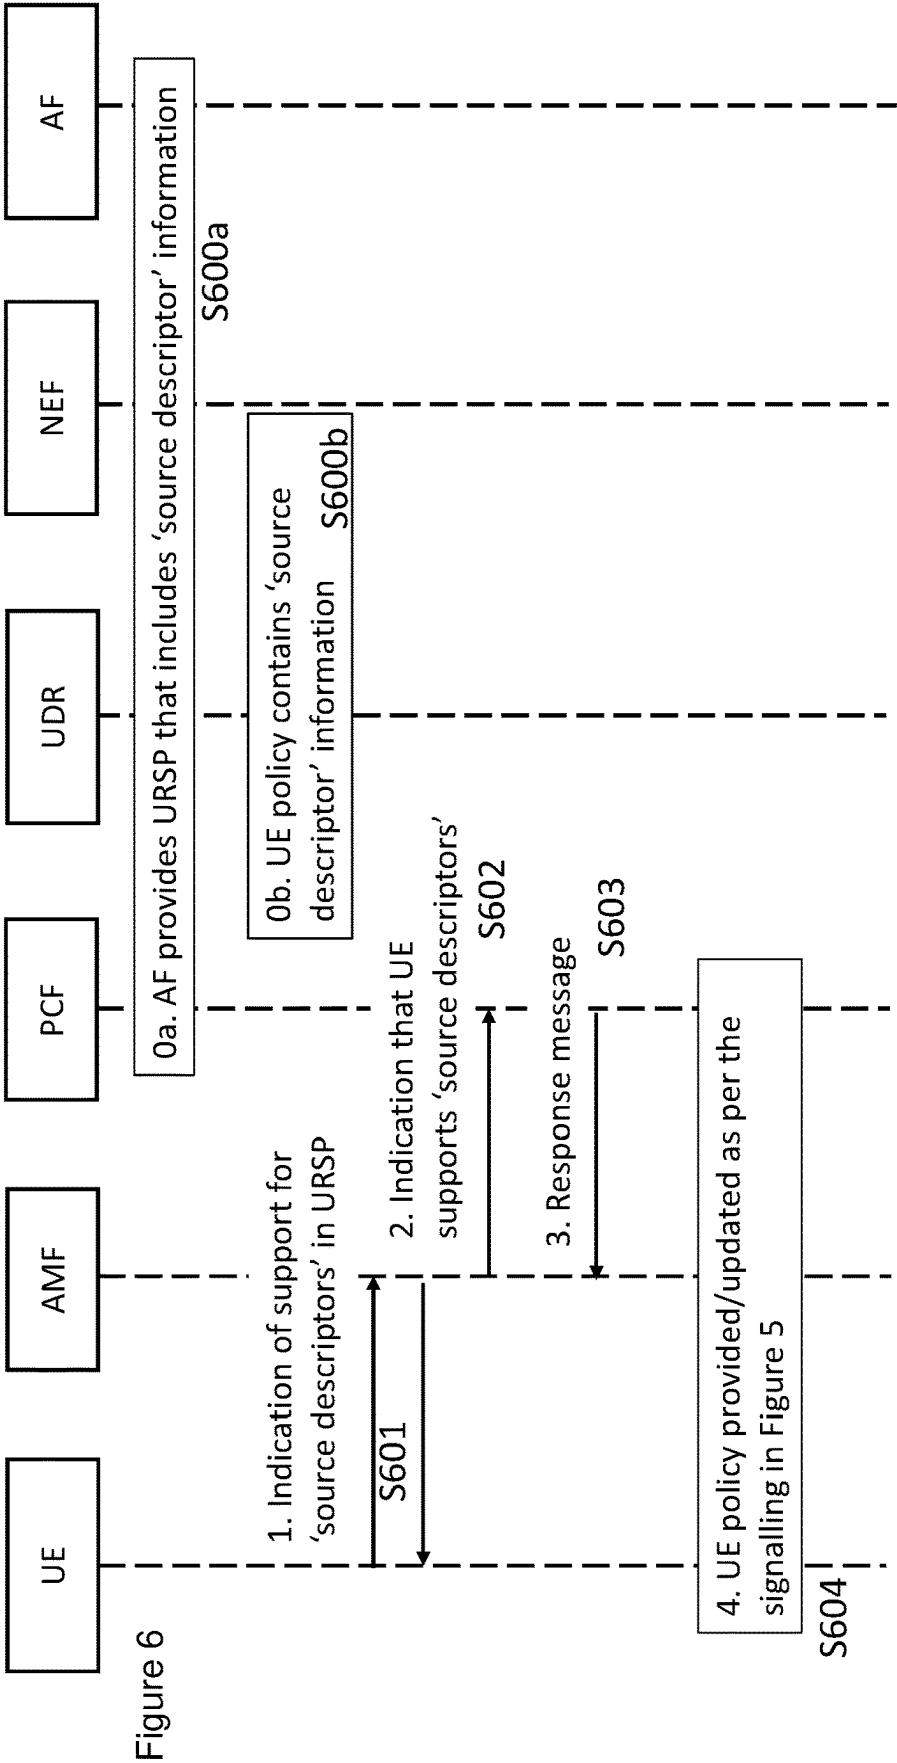 UE
AMF
PCF
UDR
NEF
AF
Figure 6
0a. AF provides URSP that includes ‘source descriptor’ information
S600a
0b. UE policy contains ‘source
descriptor’ information
S600b
1. Indication of support for
‘source descriptors’ in URSP
S601
2. Indication that UE
supports ‘source descriptors’
S602
3. Response message
S603
4. UE policy provided/updated as per the
signalling in Figure 5
S604